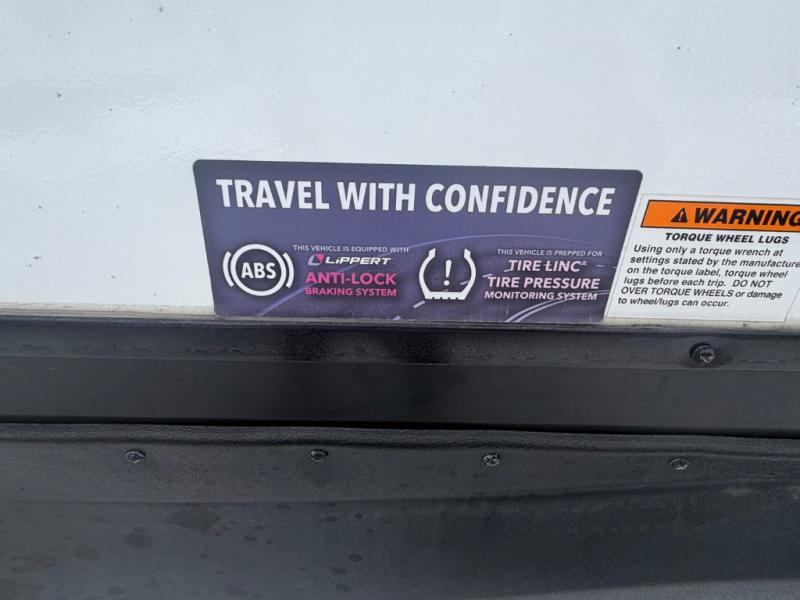 TRAVEL WITH CONFIDENCE
ABS
THIS VEHICLE IS EQUIPPED WITH
LIPPERT
ANTI-LOCK
BRAKING SYSTEM
THIS VEHICLE IS PREPPED FOR
TIRE LINC®
TIRE PRESSURE
MONITORING SYSTEM
WARNING
TORQUE WHEEL LUGS
Using only a torque wrench at
settings stated by the manufacture
on the torque label, torque wheel
lugs before each trip. DO NOT
OVER TORQUE WHEELS or damage
to wheel/lugs can occur.